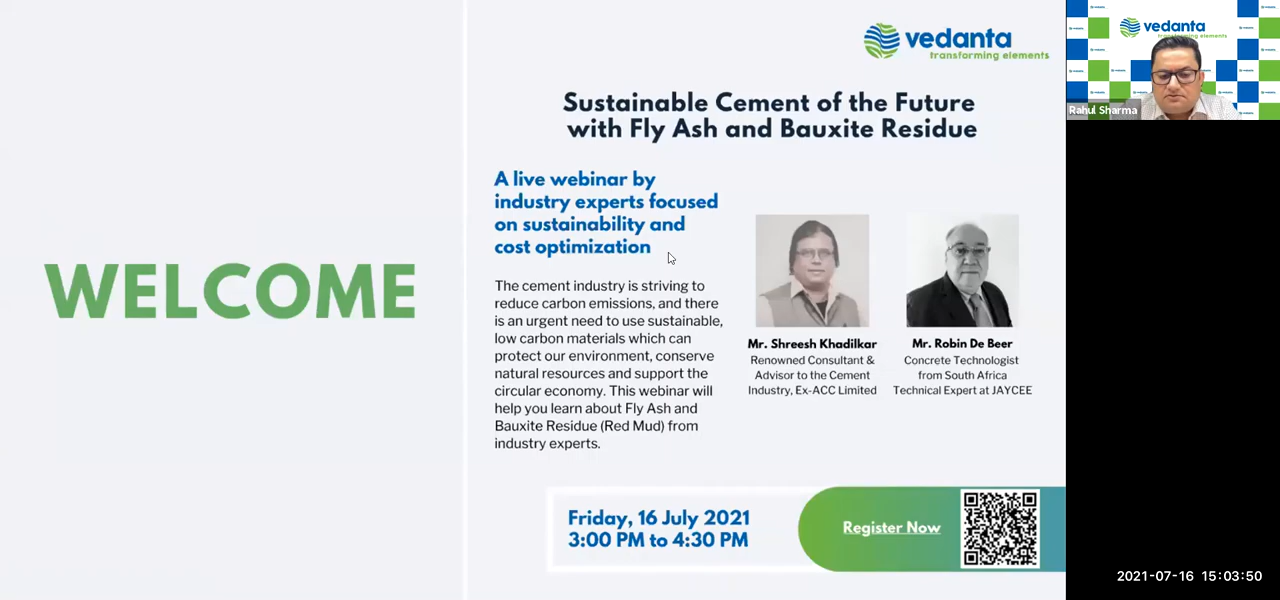 WELCOME
vedanta
transforming elements
Sustainable Cement of the Future
with Fly Ash and Bauxite Residue
A live webinar by
industry experts focused
on sustainability and
cost optimization
The cement industry is striving to
reduce carbon emissions, and there
is an urgent need to use sustainable,
low carbon materials which can
protect our environment, conserve
natural resources and support the
circular economy. This webinar will
help you learn about Fly Ash and
Bauxite Residue (Red Mud) from
industry experts.
Mr. Shreesh Khadilkar
Renowned Consultant &
Advisor to the Cement
Industry, Ex-ACC Limited
Mr. Robin De Beer
Concrete Technologist
from South Africa
Technical Expert at JAYCEE
Friday, 16 July 2021
3:00 PM to 4:30 PM
Register Now
vedanta
transforming elements
Rahul Sharma
2021-07-16 15:03:50